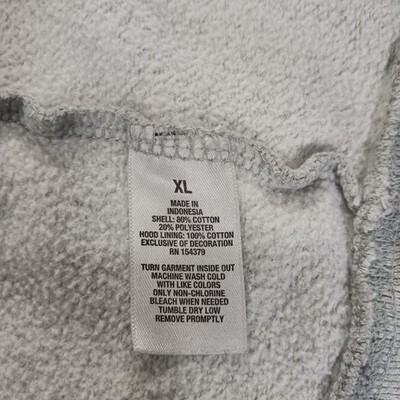 XL
MADE IN
INDONESIA
SHELL: 80% COTTON
20% POLYESTER
HOOD LINING: 100% COTTON
EXCLUSIVE OF DECORATION
RN 154379
TURN GARMENT INSIDE OUT
MACHINE WASH COLD
WITH LIKE COLORS
ONLY NON-CHLORINE
BLEACH WHEN NEEDED
TUMBLE DRY LOW
REMOVE PROMPTLY